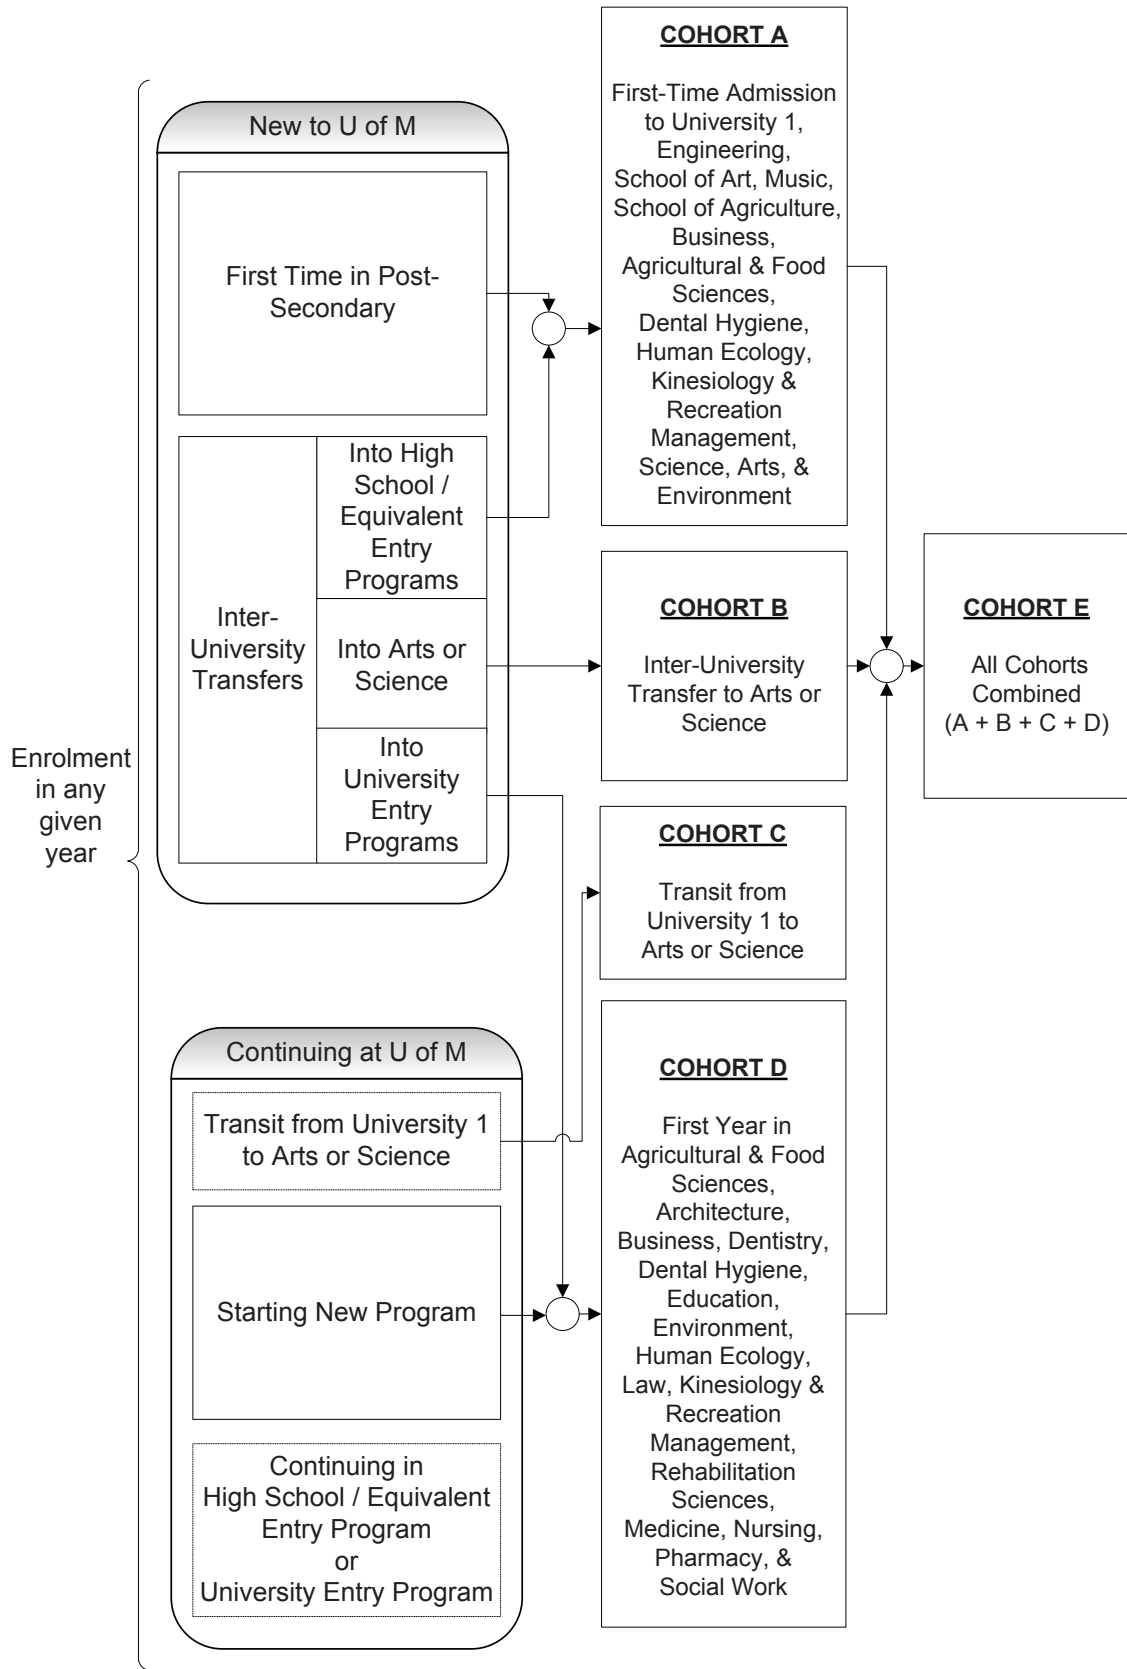 Enrolment
in any
given
year
New to U of M
First Time in Post-
Secondary
Inter-
University
Transfers
Into High
School /
Equivalent
Entry
Programs
Into Arts or
Science
Into
University
Entry
Programs
Continuing at U of M
Transit from University 1
to Arts or Science
Starting New Program
Continuing in
High School / Equivalent
Entry Program
or
University Entry Program
COHORT A
First-Time Admission
to University 1,
Engineering,
School of Art, Music,
School of Agriculture,
Business,
Agricultural & Food
Sciences,
Dental Hygiene,
Human Ecology,
Kinesiology &
Recreation
Management,
Science, Arts, &
Environment
COHORT B
Inter-University
Transfer to Arts or
Science
COHORT C
Transit from
University 1 to
Arts or Science
COHORT D
First Year in
Agricultural & Food
Sciences,
Architecture,
Business, Dentistry,
Dental Hygiene,
Education,
Environment,
Human Ecology,
Law, Kinesiology &
Recreation
Management,
Rehabilitation
Sciences,
Medicine, Nursing,
Pharmacy, &
Social Work
COHORT E
All Cohorts
Combined
(A + B + C + D)